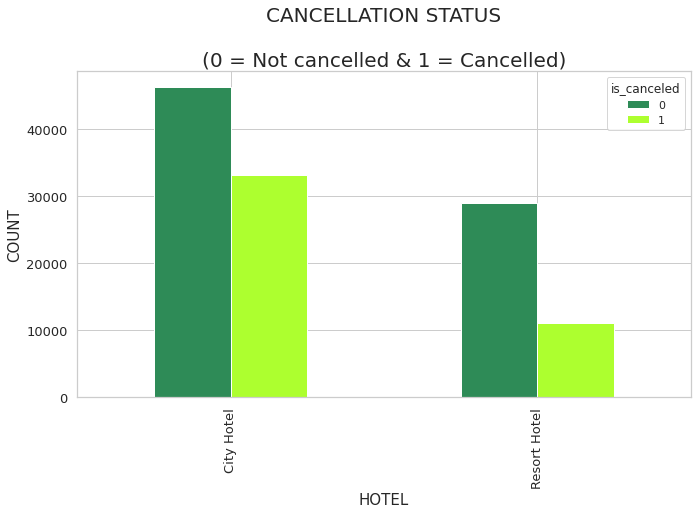 CANCELLATION STATUS
(0 = Not cancelled & 1 = Cancelled)
is_canceled
0
1
COUNT
40000
30000
20000
10000
0
City Hotel
Resort Hotel
HOTEL